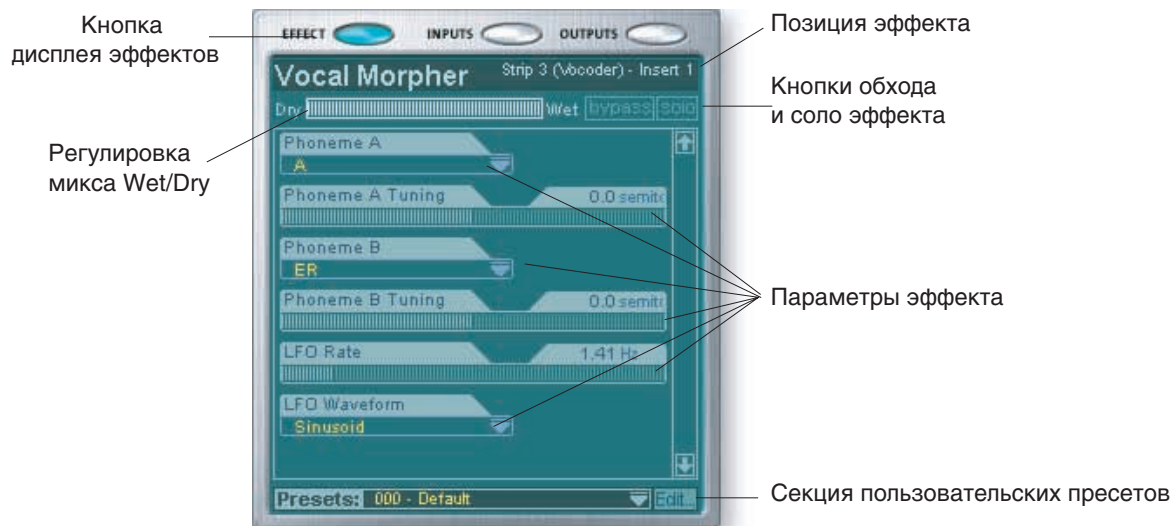 Кнопка
дисплея эффектов
EFFECT INPUTS OUTPUTS
Позиция эффекта
Vocal Morpher Strip 3 (Vocoder) - Insert 1
Dry Wet bypass solo
Кнопки обхода
и соло эффекта
Регулировка
микса Wet/Dry
Phoneme A
A
Phoneme A Tuning 0.0 semito
Phoneme B
ER
Phoneme B Tuning 0.0 semito
Параметры эффекта
LFO Rate 1.41 Hz
LFO Waveform
Sinusoid
Presets: 000 - Default Edit...
Секция пользовательских пресетов